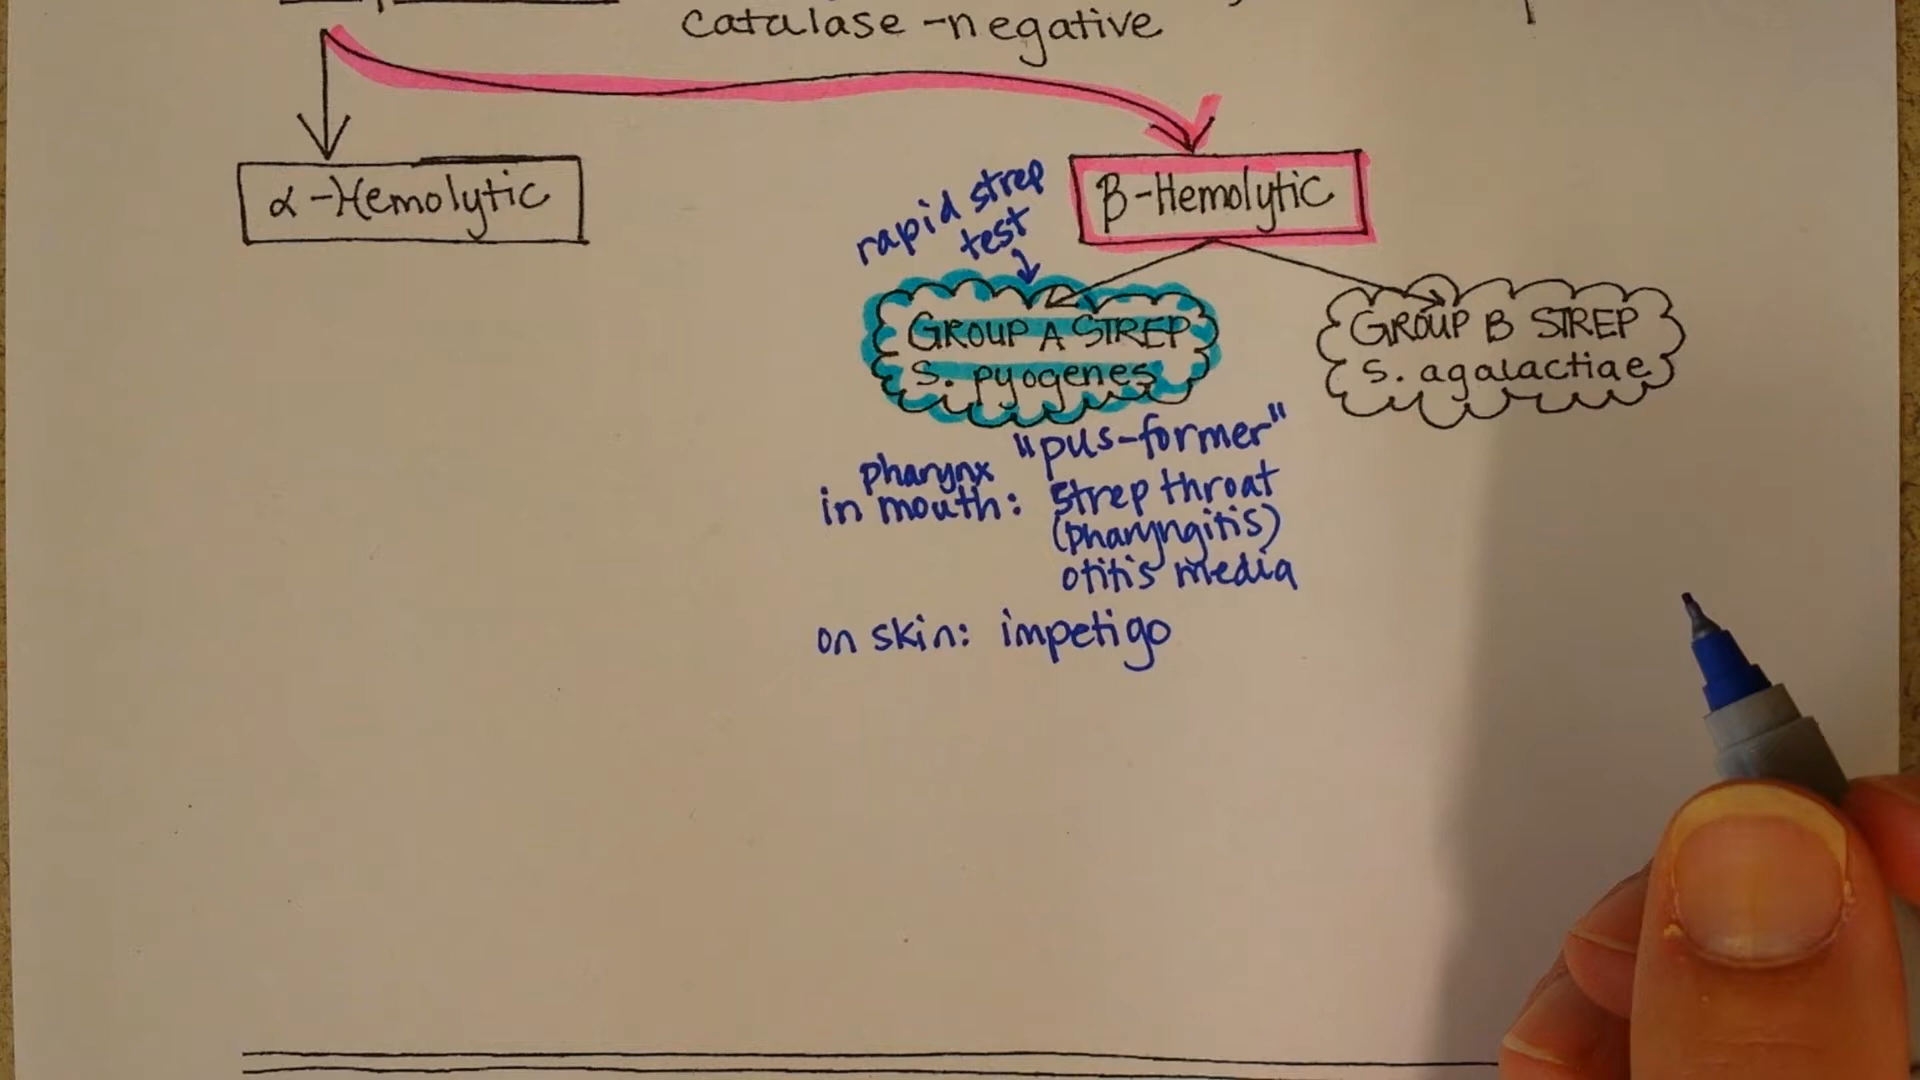 catalase-negative
α-Hemolytic
β-Hemolytic
rapid strep
test
GROUP A STREP
S. pyogenes
GROUP B STREP
S. agalactiae
"pus-former"
pharynx
in mouth: strep throat
(pharyngitis)
otitis media
on skin: impetigo